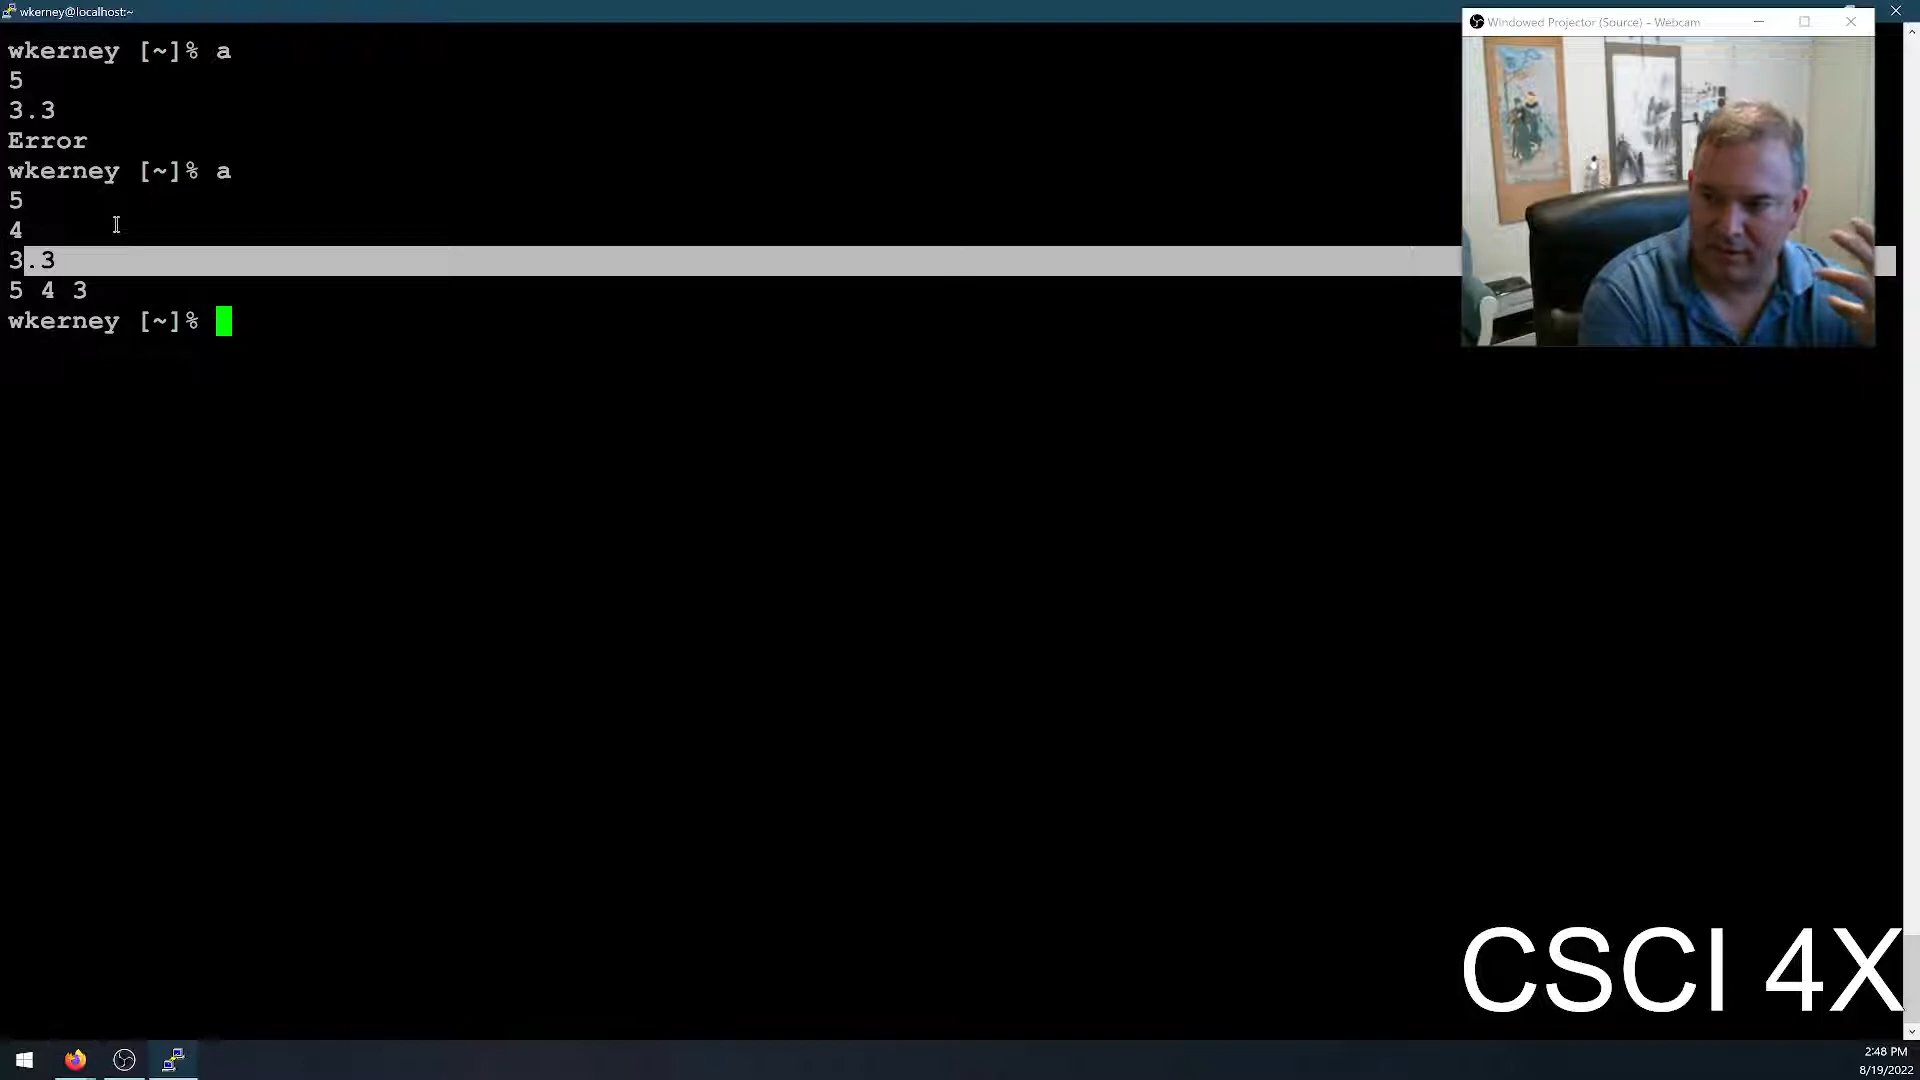 wkerney@localhost:~
Windowed Projector (Source) - Webcam
wkerney [~]% a
5
3.3
Error
wkerney [~]% a
5
4
3.3
5 4 3
wkerney [~]%
CSCI 4X
2:48 PM
8/19/2022